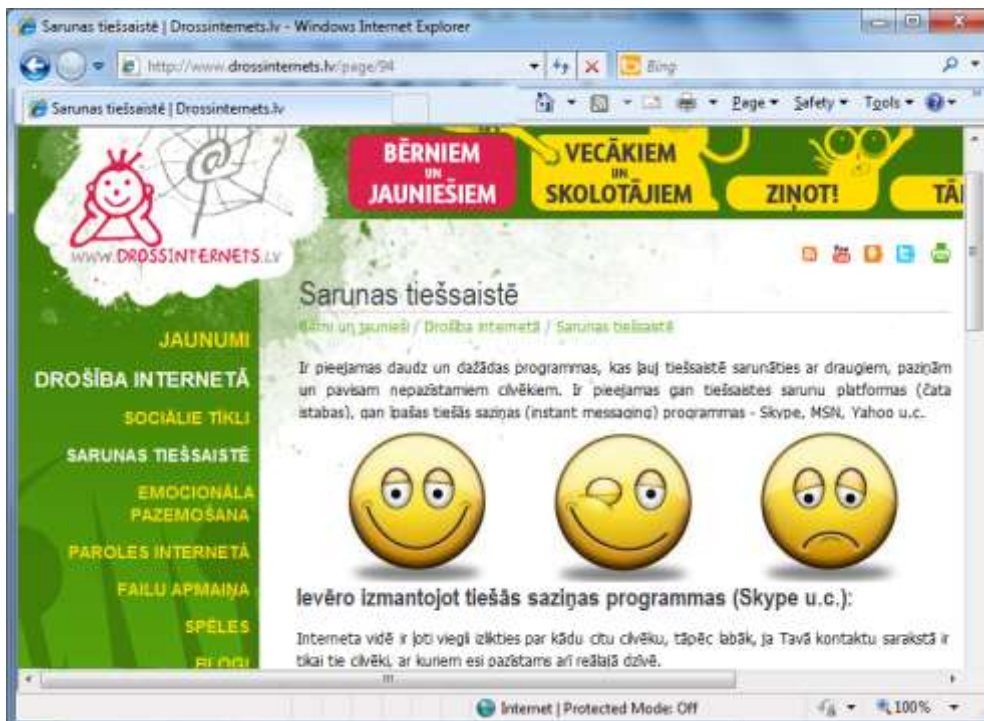 Sarunas tiešsaistē | Drossinternets.lv - Windows Internet Explorer
http://www.drossinternets.lv/page/94
Bing
Sarunas tiešsaistē | Drossinternets.lv
Page Safety Tools
@
WWW.DROSSINTERNETS.LV
BĒRNIEM
UN
JAUNIEŠIEM
VECĀKIEM
UN
SKOLOTĀJIEM
ZIŅOT!
JAUNUMI
DROŠĪBA INTERNETĀ
SOCIĀLIE TĪKLI
SARUNAS TIEŠSAISTĒ
EMOCIONĀLA
PAZEMOŠANA
PAROLES INTERNETĀ
FAILU APMAIŅA
SPĒLES
BLOGI
Sarunas tiešsaistē
Bērni un jaunieši / Drošība internetā / Sarunas tiešsaistē
Ir pieejamas daudz un dažādas programmas, kas ļauj tiešsaistē sarunāties ar draugiem, paziņām
un pavisam nepazīstamiem cilvēkiem. Ir pieejamas gan tiešsaistes sarunu platformas (čata
istabas), gan īpašas tiešās saziņas (instant messaging) programmas - Skype, MSN, Yahoo u.c.
Ievēro izmantojot tiešās saziņas programmas (Skype u.c.):
Interneta vidē ir ļoti viegli izlikties par kādu citu cilvēku, tāpēc labāk, ja Tavā kontaktu sarakstā ir
tikai tie cilvēki, ar kuriem esi pazīstams arī reālajā dzīvē.
Internet | Protected Mode: Off
100%